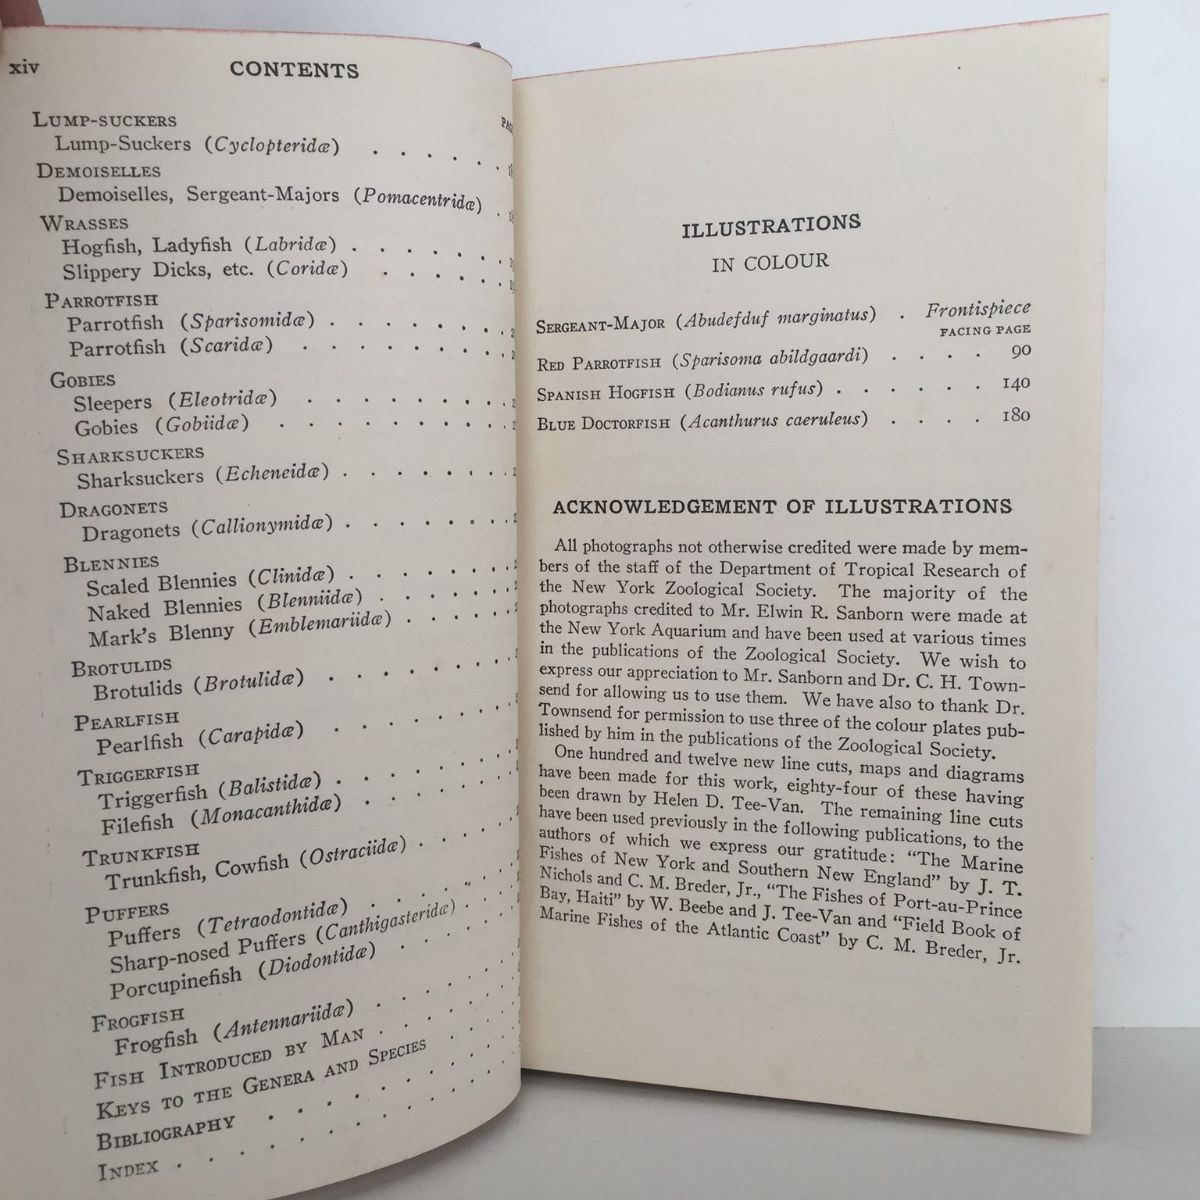 xiv
CONTENTS
LUMP-SUCKERS
Lump-Suckers (Cyclopteridæ) . . . . . .
DEMOISELLES
Demoiselles, Sergeant-Majors (Pomacentridæ) .
WRASSES
Hogfish, Ladyfish (Labridæ) . . . . . . .
Slippery Dicks, etc. (Coridæ) . . . . . .
PARROTFISH
Parrotfish (Sparisomidæ) . . . . . . . .
Parrotfish (Scaridæ) . . . . . . . .
GOBIES
Sleepers (Eleotridæ) . . . . . . . .
Gobies (Gobiidæ) . . . . . . . . .
SHARKSUCKERS
Sharksuckers (Echeneidæ) . . . . . . .
DRAGONETS
Dragonets (Callionymidæ) . . . . . . .
BLENNIES
Scaled Blennies (Clinidæ) . . . . . . .
Naked Blennies (Blenniidæ) . . . . . .
Mark's Blenny (Emblemariidæ) . . . . .
BROTULIDS
Brotulids (Brotulidæ) . . . . . . . .
PEARLFISH
Pearlfish (Carapidæ) . . . . . . . .
TRIGGERFISH
Triggerfish (Balistidæ) . . . . . . .
Filefish (Monacanthidæ) . . . . . . .
TRUNKFISH
Trunkfish, Cowfish (Ostraciidæ) . . . . .
PUFFERS
Puffers (Tetraodontidæ) . . . . . . .
Sharp-nosed Puffers (Canthigasteridæ) . . . .
Porcupinefish (Diodontidæ) . . . . . .
FROGFISH
Frogfish (Antennariidæ) . . . . . . .
FISH INTRODUCED BY MAN . . . . . . .
KEYS TO THE GENERA AND SPECIES . . . .
BIBLIOGRAPHY . . . . . . . . . .
INDEX . . . . . . . . . . . .
ILLUSTRATIONS
IN COLOUR
SERGEANT-MAJOR (Abudefduf marginatus) . Frontispiece
FACING PAGE
RED PARROTFISH (Sparisoma abildgaardi) . . . . 90
SPANISH HOGFISH (Bodianus rufus) . . . . . . 140
BLUE DOCTORFISH (Acanthurus caeruleus) . . . . 180
ACKNOWLEDGEMENT OF ILLUSTRATIONS
All photographs not otherwise credited were made by mem-
bers of the staff of the Department of Tropical Research of
the New York Zoological Society. The majority of the
photographs credited to Mr. Elwin R. Sanborn were made at
the New York Aquarium and have been used at various times
in the publications of the Zoological Society. We wish to
express our appreciation to Mr. Sanborn and Dr. C. H. Town-
send for allowing us to use them. We have also to thank Dr.
Townsend for permission to use three of the colour plates pub-
lished by him in the publications of the Zoological Society.
One hundred and twelve new line cuts, maps and diagrams
have been made for this work, eighty-four of these having
been drawn by Helen D. Tee-Van. The remaining line cuts
have been used previously in the following publications, to the
authors of which we express our gratitude: "The Marine
Fishes of New York and Southern New England" by J. T.
Nichols and C. M. Breder, Jr., "The Fishes of Port-au-Prince
Bay, Haiti" by W. Beebe and J. Tee-Van and "Field Book of
Marine Fishes of the Atlantic Coast" by C. M. Breder, Jr.